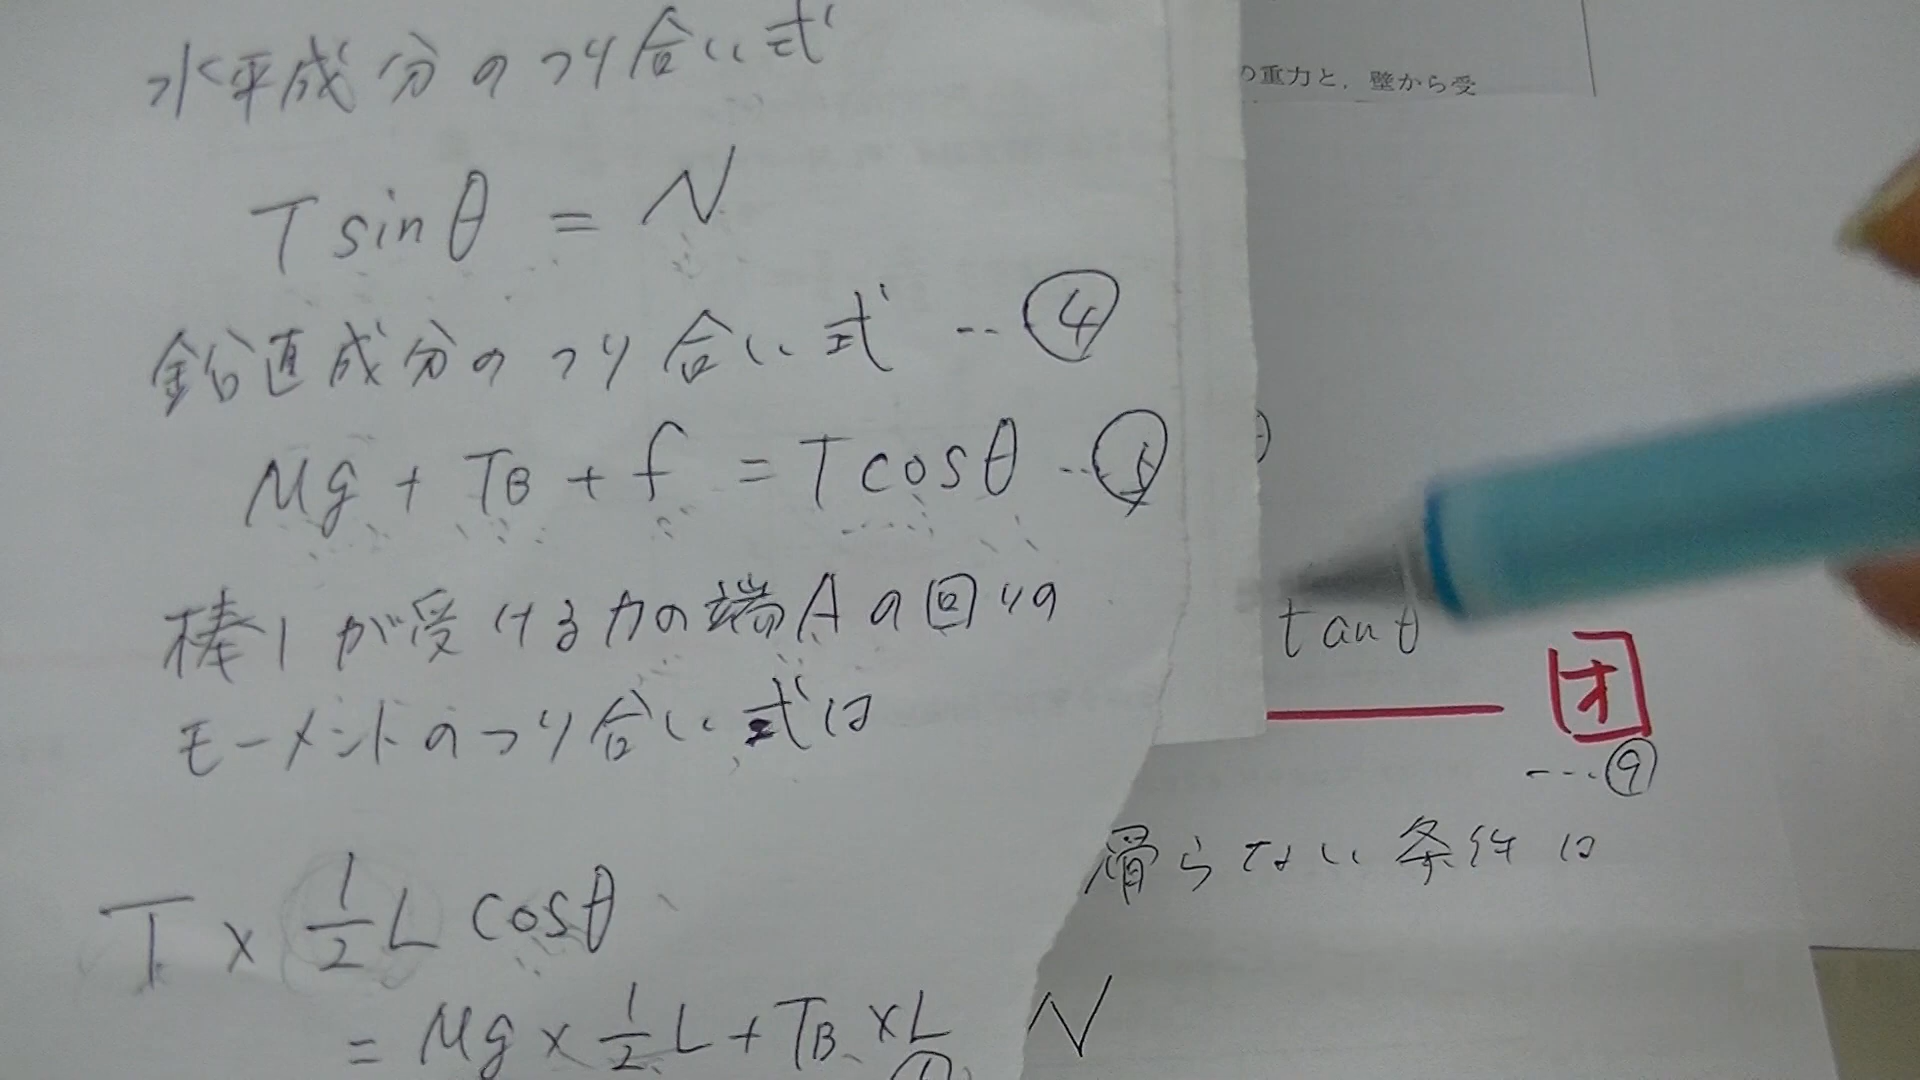 水平成分のつり合い式
T sinθ = N
鉛直成分のつり合い式 … ④
Mg + TB + f = T cosθ …
棒1が受ける力の端Aの回りの
モーメントのつり合い式は
T × 1/2 L cosθ
= Mg × 1/2 L + TB × L
の重力と，壁から受
tanθ
オ
…⑨
滑らない条件は
N